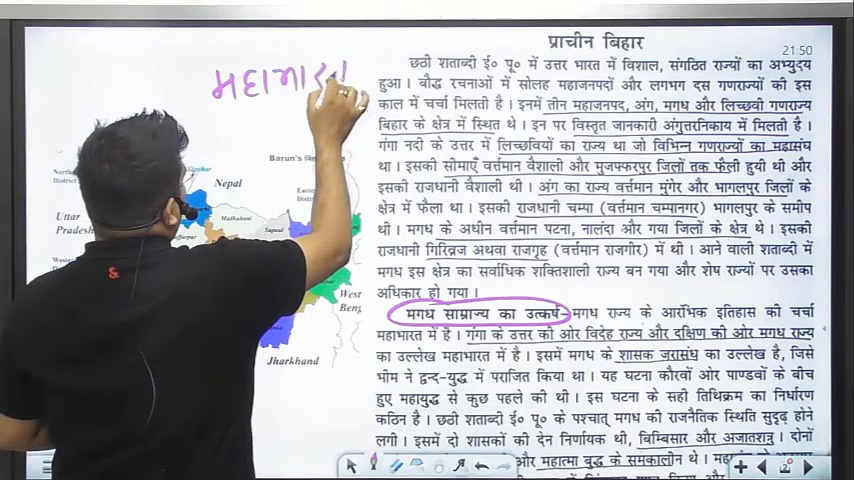 प्राचीन बिहार
21:50
छठी शताब्दी ई० पू० में उत्तर भारत में विशाल, संगठित राज्यों का अभ्युदय
हुआ । बौद्ध रचनाओं में सोलह महाजनपदों और लगभग दस गणराज्यों की इस
काल में चर्चा मिलती है । इनमें तीन महाजनपद, अंग, मगध और लिच्छवी गणराज्य
बिहार के क्षेत्र में स्थित थे । इन पर विस्तृत जानकारी अंगुत्तरनिकाय में मिलती है ।
गंगा नदी के उत्तर में लिच्छवियों का राज्य था जो विभिन्न गणराज्यों का महासंघ
था । इसकी सीमाएँ वर्तमान वैशाली और मुजफ्फरपुर जिलों तक फैली हुयी थी और
इसकी राजधानी वैशाली थी । अंग का राज्य वर्तमान मुंगेर और भागलपुर जिलों के
क्षेत्र में फैला था । इसकी राजधानी चम्पा (वर्तमान चम्पानगर) भागलपुर के समीप
थी । मगध के अधीन वर्तमान पटना, नालंदा और गया जिलों के क्षेत्र थे । इसकी
राजधानी गिरिव्रज अथवा राजगृह (वर्तमान राजगीर) में थी । आने वाली शताब्दी में
मगध इस क्षेत्र का सर्वाधिक शक्तिशाली राज्य बन गया और शेष राज्यों पर उसका
अधिकार हो गया ।
मगध साम्राज्य का उत्कर्ष- मगध राज्य के आरंभिक इतिहास की चर्चा
महाभारत में है । गंगा के उत्तर की ओर विदेह राज्य और दक्षिण की ओर मगध राज्य
का उल्लेख महाभारत में है । इसमें मगध के शासक जरासंध का उल्लेख है, जिसे
भीम ने द्वन्द-युद्ध में पराजित किया था । यह घटना कौरवों ओर पाण्डवों के बीच
हुए महायुद्ध से कुछ पहले की थी । इस घटना के सही तिथिक्रम का निर्धारण
कठिन है । छठी शताब्दी ई० पू० के पश्चात् मगध की राजनैतिक स्थिति सुदृढ़ होने
लगी । इसमें दो शासकों की देन निर्णायक थी, बिम्बिसार और अजातशत्रु । दोनों
और महात्मा बुद्ध के समकालीन थे ।
महाभा
Barun's
Nepal
Uttar
Pradesh
Madhubani
Supaul
West
Beng
Jharkhand